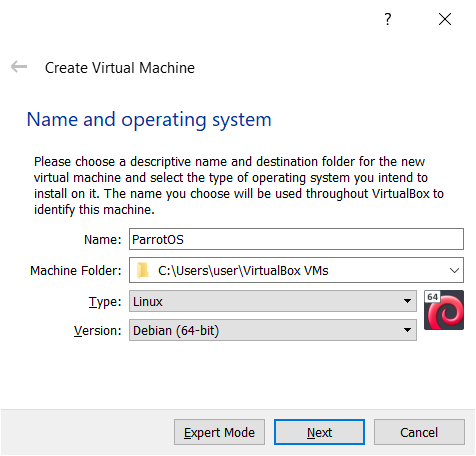 ?
Create Virtual Machine
Name and operating system
Please choose a descriptive name and destination folder for the new
virtual machine and select the type of operating system you intend to
install on it. The name you choose will be used throughout VirtualBox to
identify this machine.
Name: ParrotOS
Machine Folder: C:\Users\user\VirtualBox VMs
Type: Linux
64
Version: Debian (64-bit)
Expert Mode Next Cancel